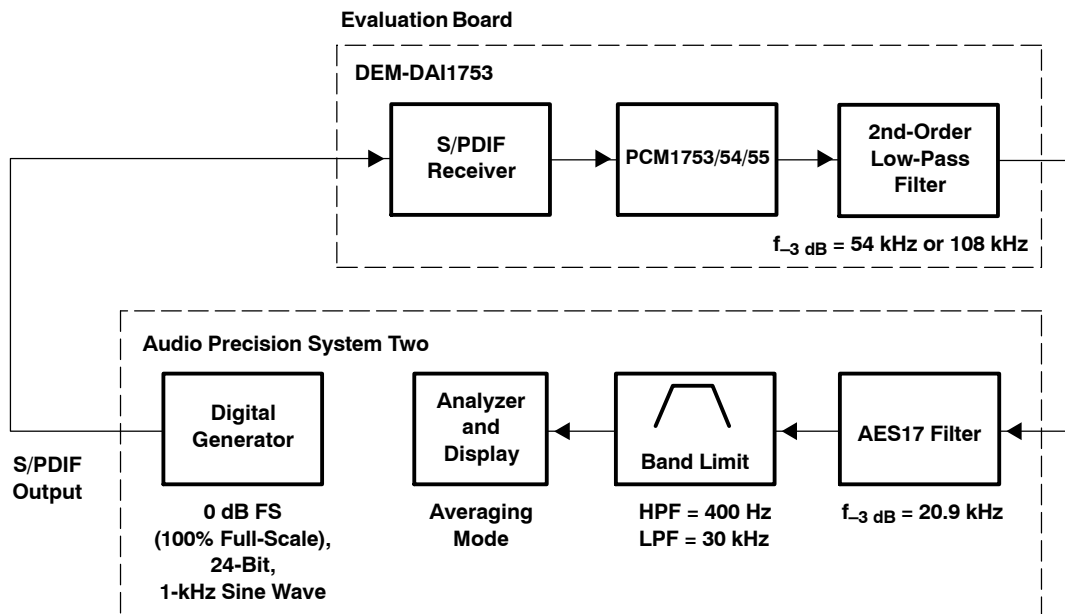 Evaluation Board
DEM-DAI1753
S/PDIF
Receiver
PCM1753/54/55
2nd-Order
Low-Pass
Filter
f–3 dB = 54 kHz or 108 kHz
Audio Precision System Two
Digital
Generator
Analyzer
and
Display
Band Limit
AES17 Filter
S/PDIF
Output
0 dB FS
(100% Full-Scale),
24-Bit,
1-kHz Sine Wave
Averaging
Mode
HPF = 400 Hz
LPF = 30 kHz
f–3 dB = 20.9 kHz